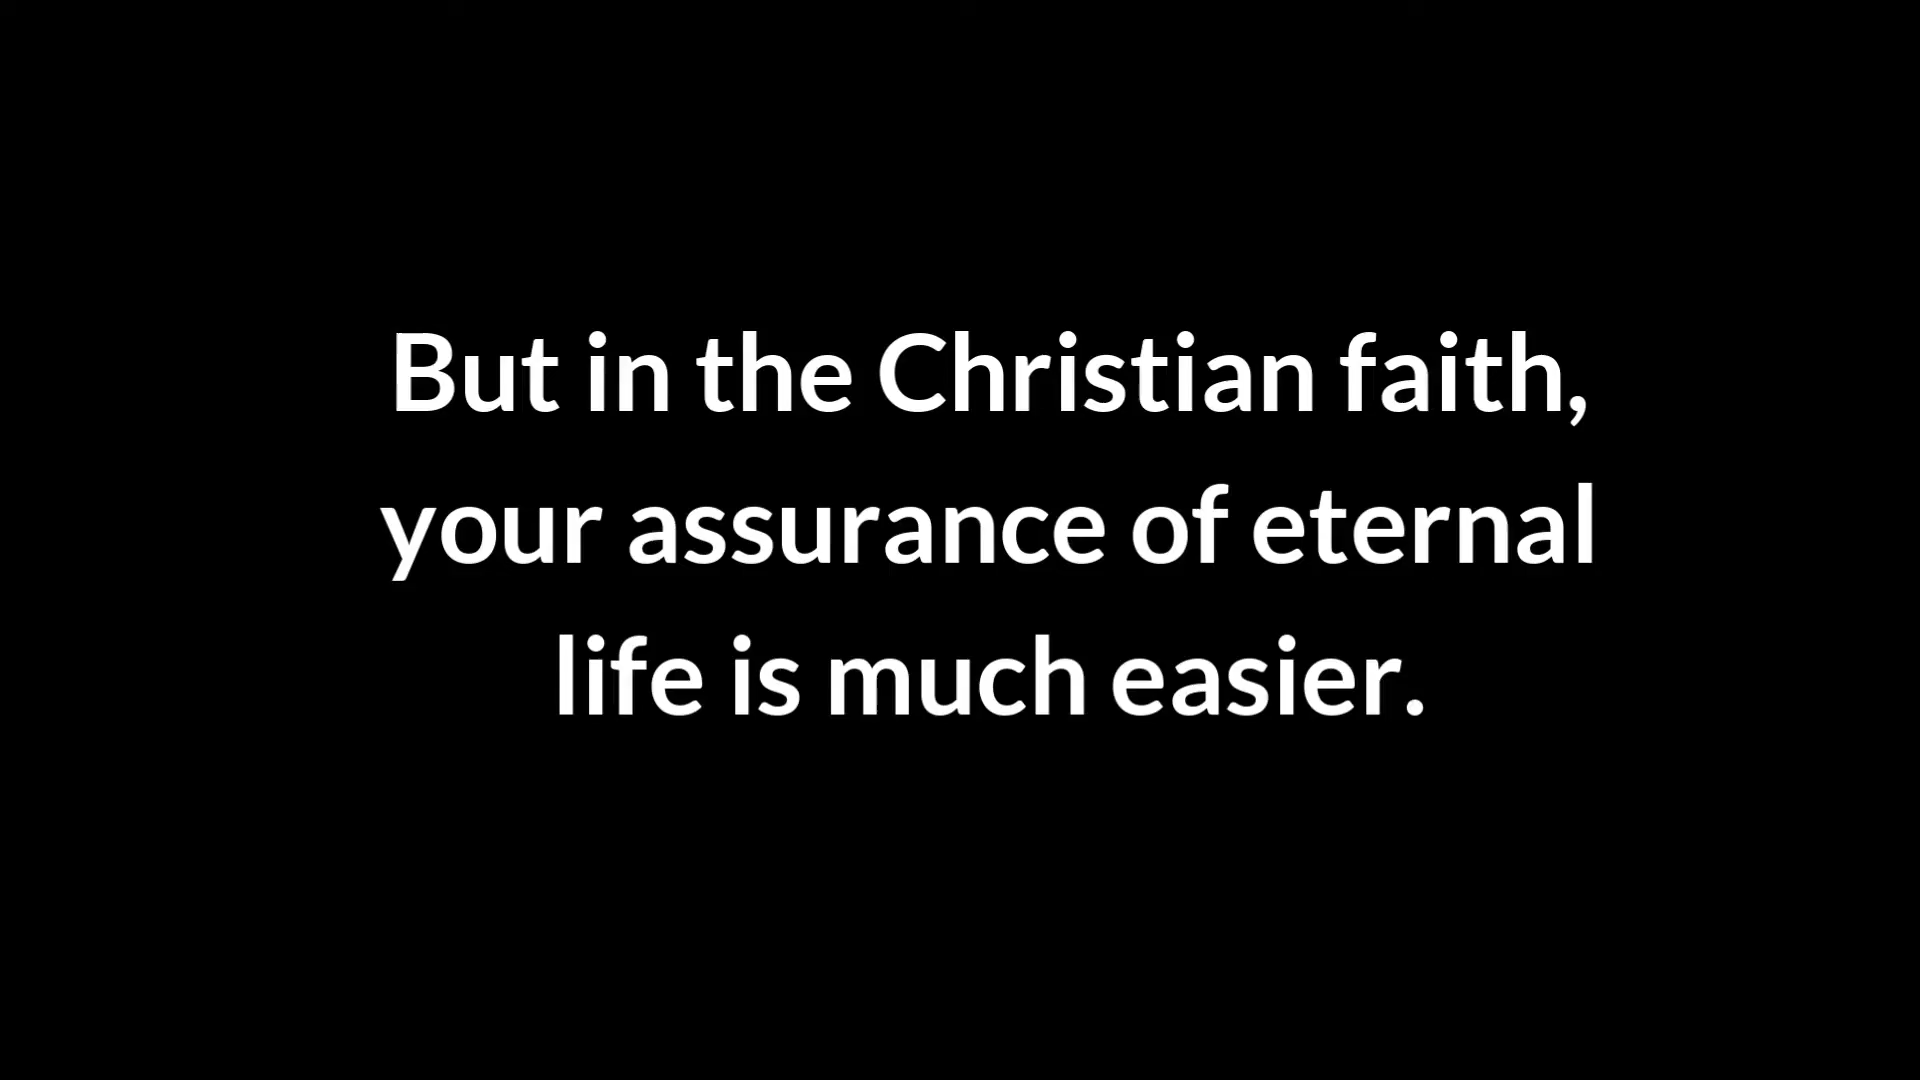 But in the Christian faith,
your assurance of eternal
life is much easier.